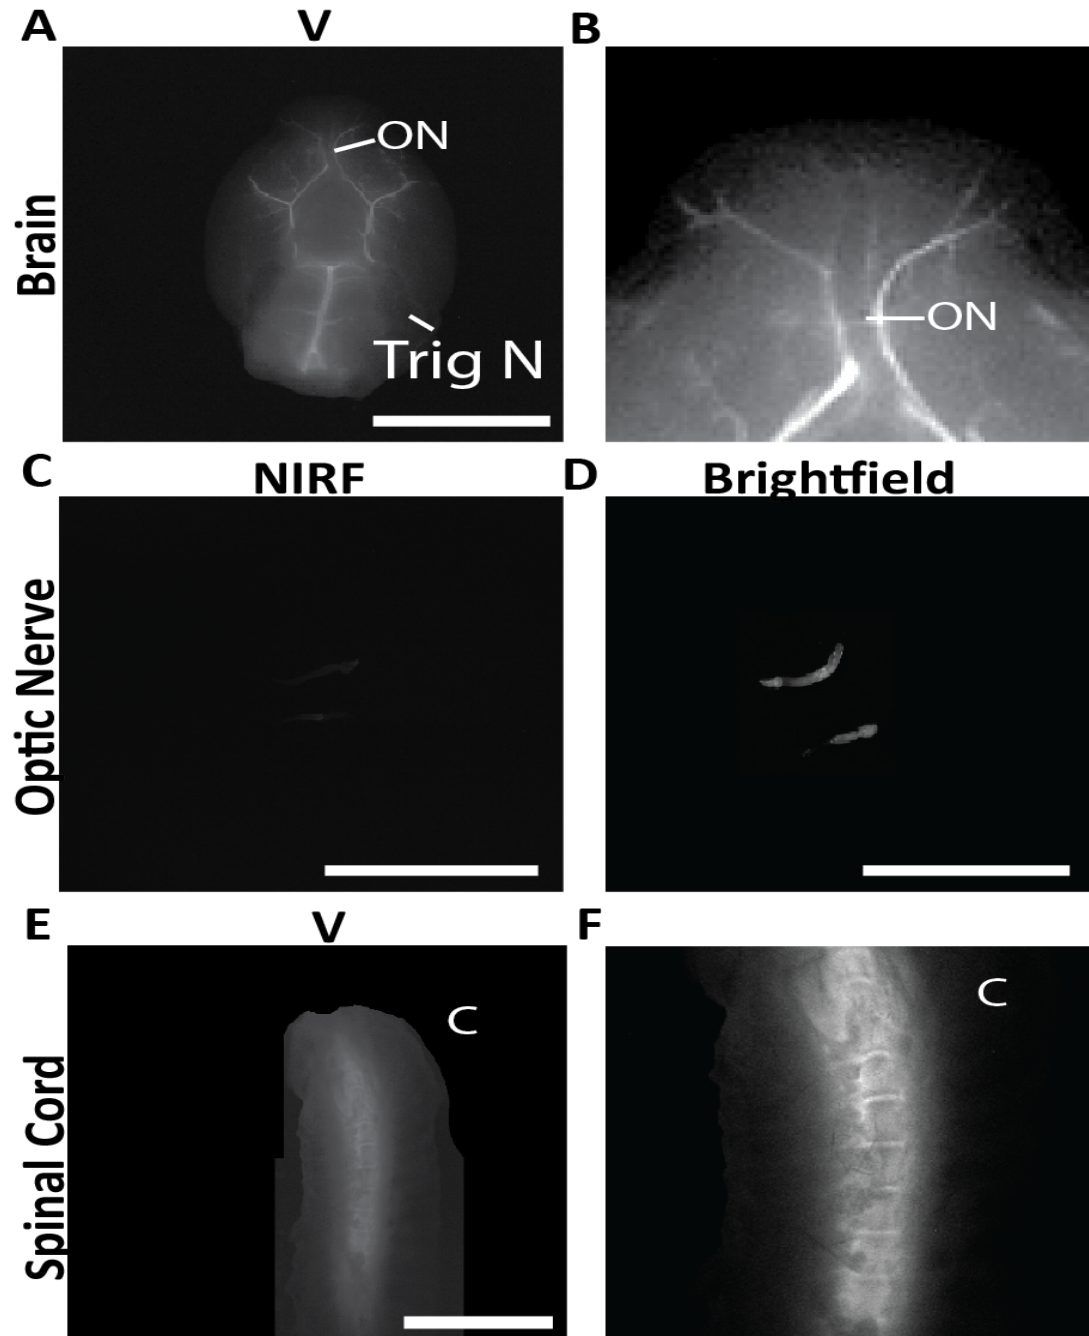 A
V
B
Brain
ON
Trig N
ON
C
NIRF
D
Brightfield
Optic Nerve
E
V
F
Spinal Cord
C
C